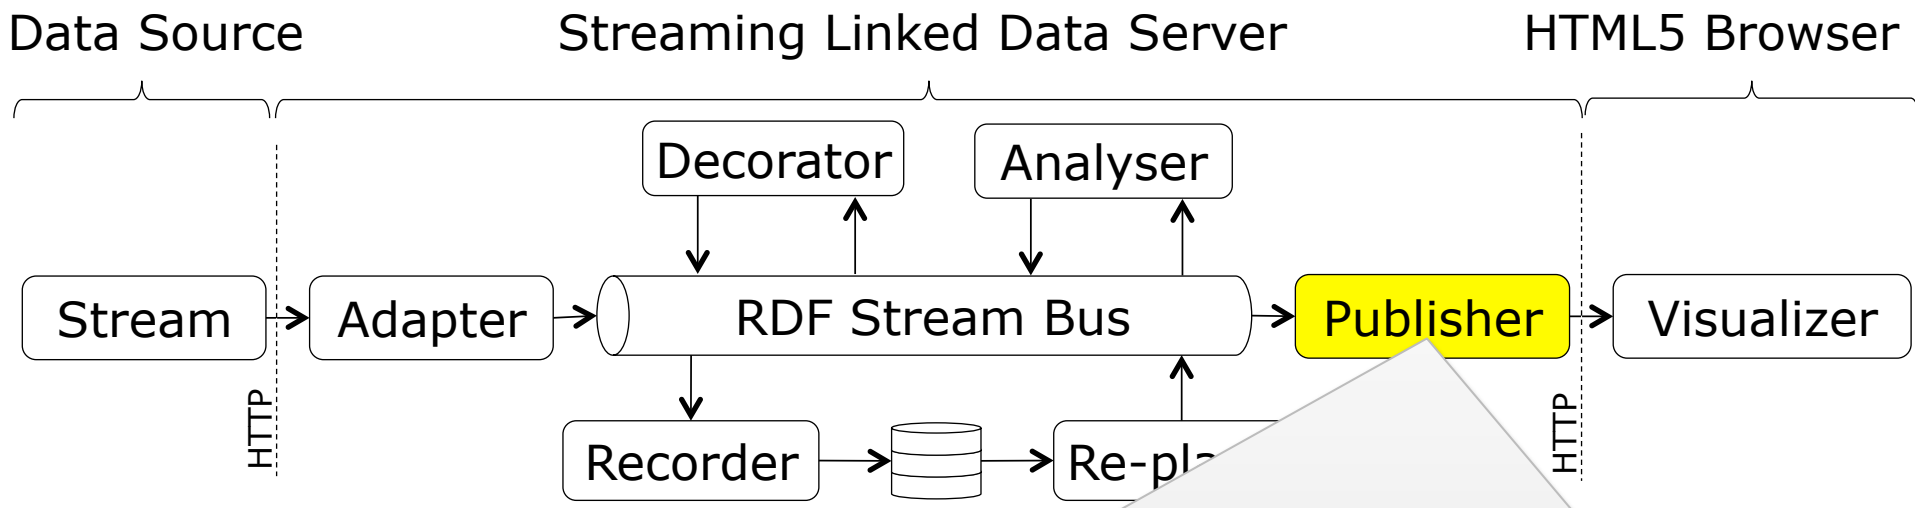 Data Source
Streaming Linked Data Server
HTML5 Browser
Decorator
Analyser
Stream
Adapter
RDF Stream Bus
Publisher
Visualizer
HTTP
HTTP
Recorder